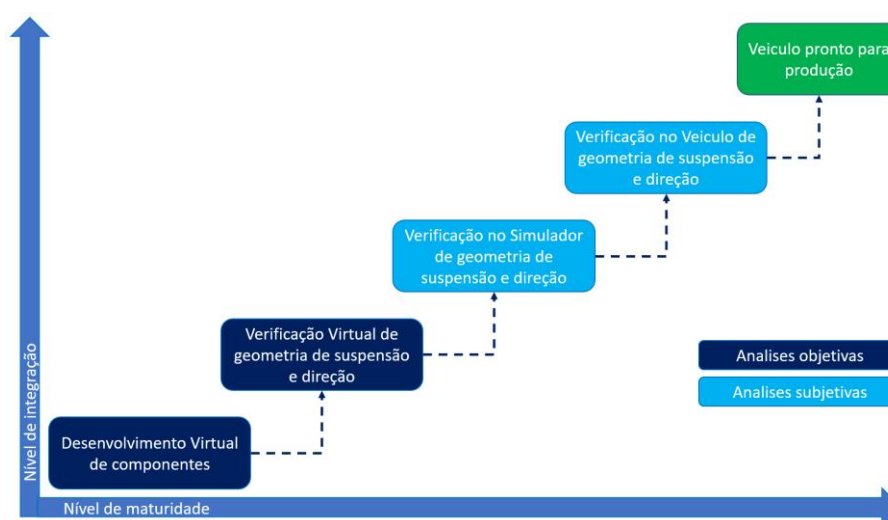 Veiculo pronto para
produção
Verificação no Veiculo de
geometria de suspensão
e direção
Verificação no Simulador
de geometria de
suspensão e direção
Verificação Virtual de
geometria de suspensão
e direção
Analises objetivas
Analises subjetivas
Desenvolvimento Virtual
de componentes
Nível de integração
Nível de maturidade